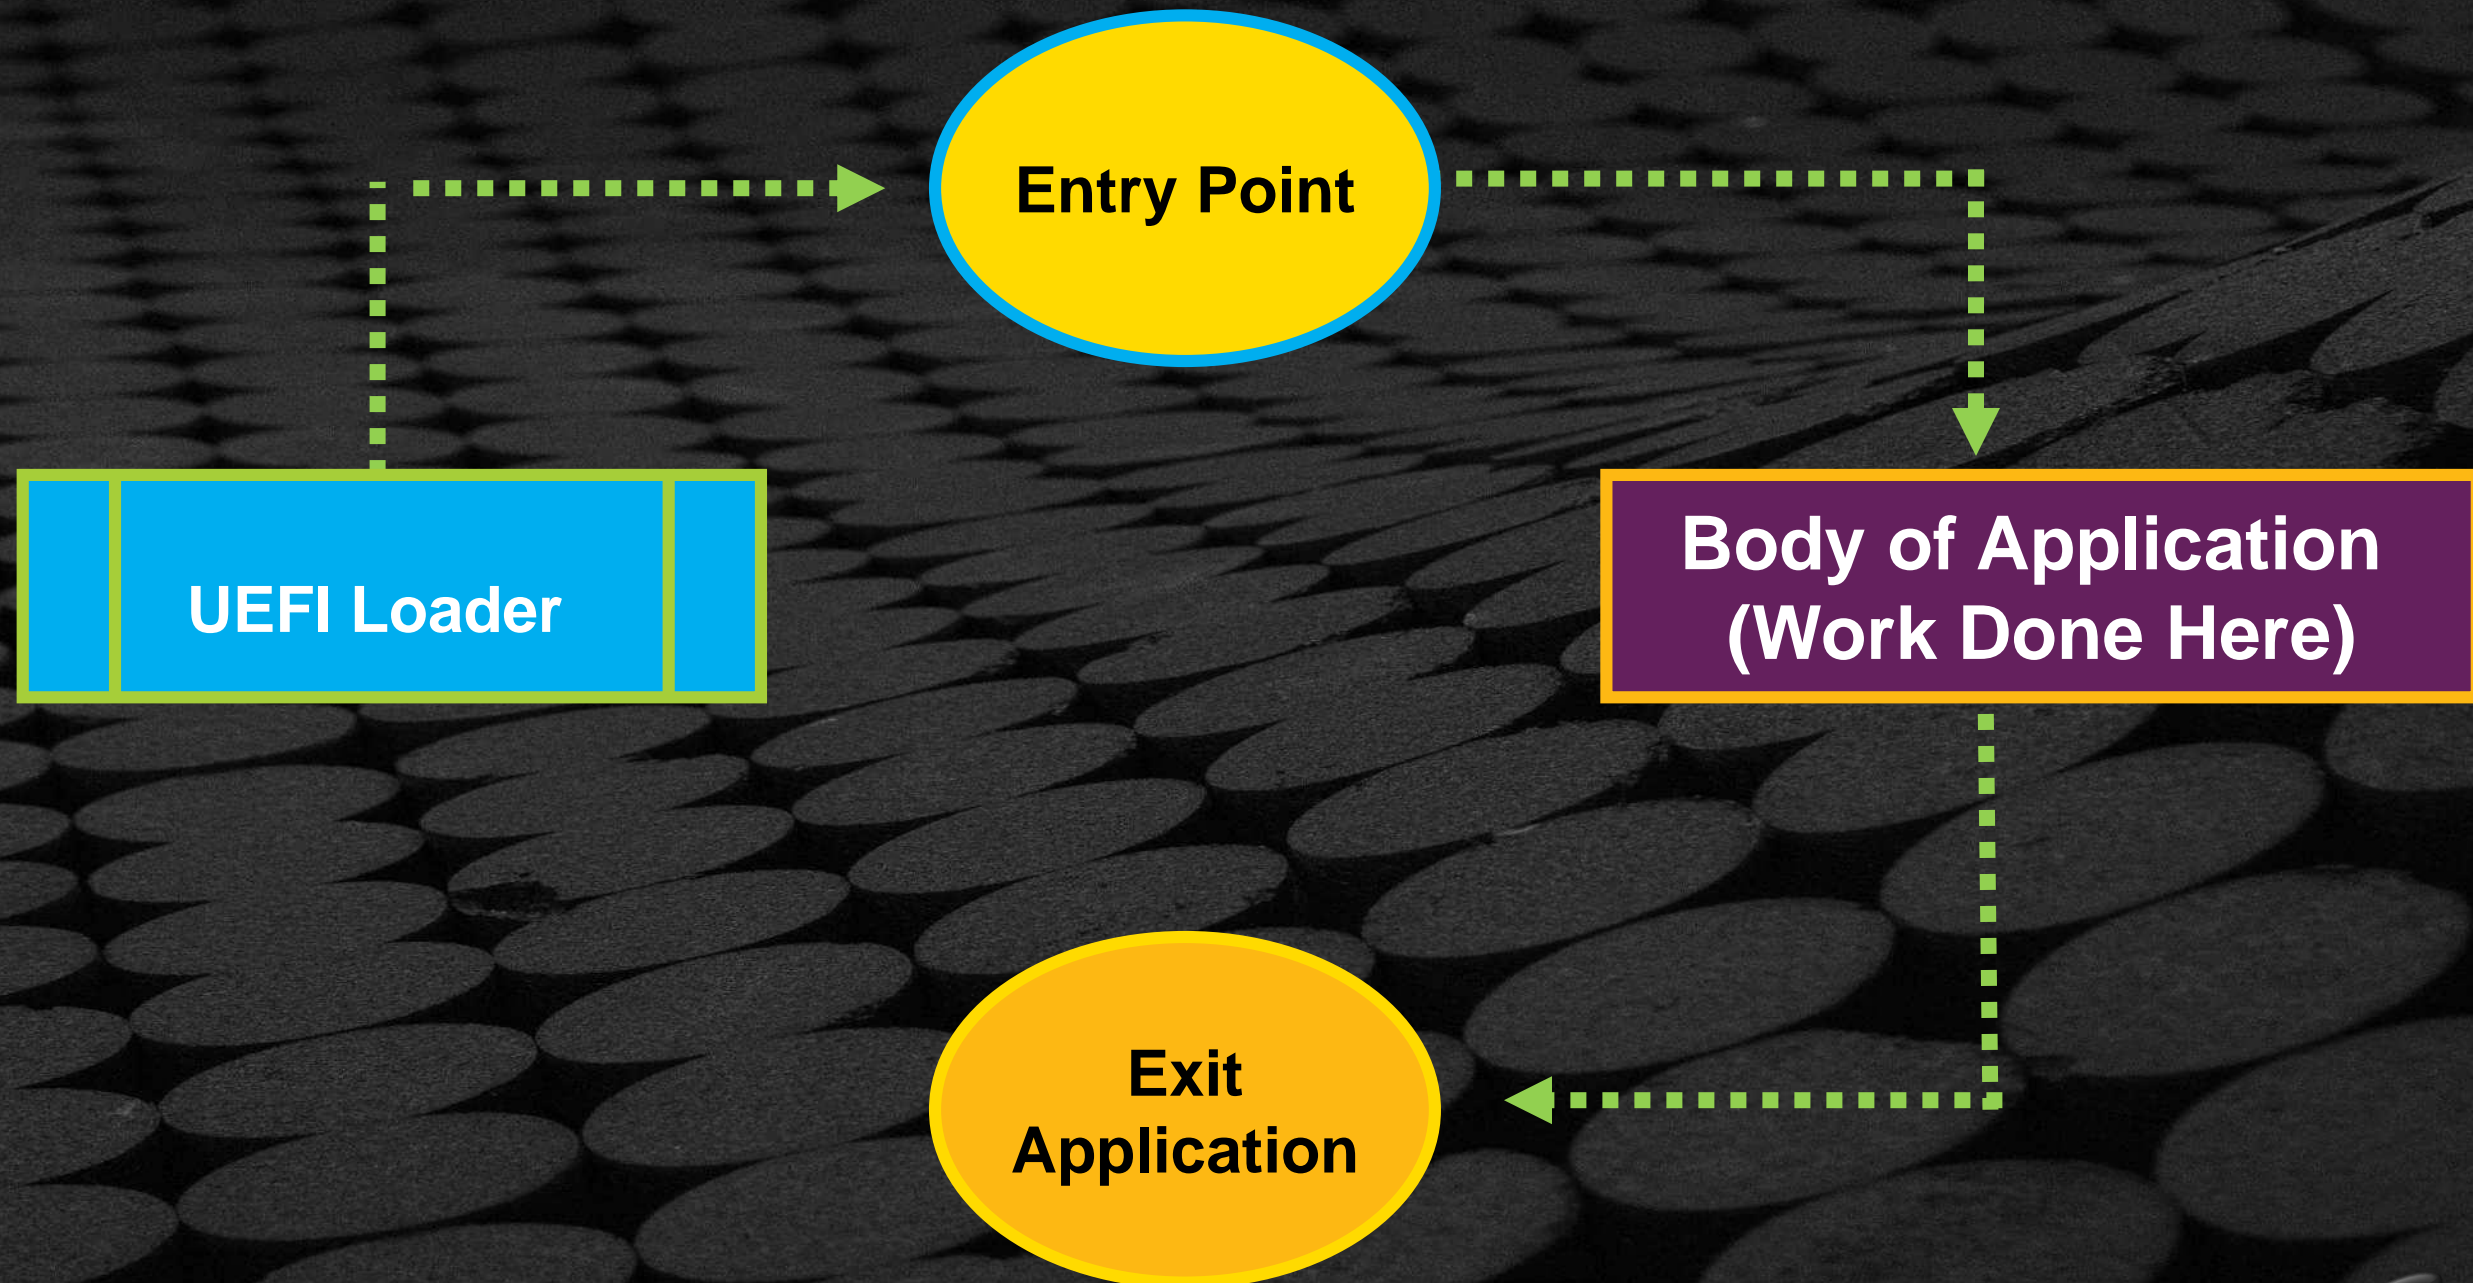 Entry Point
UEFI Loader
Body of Application
(Work Done Here)
Exit
Application